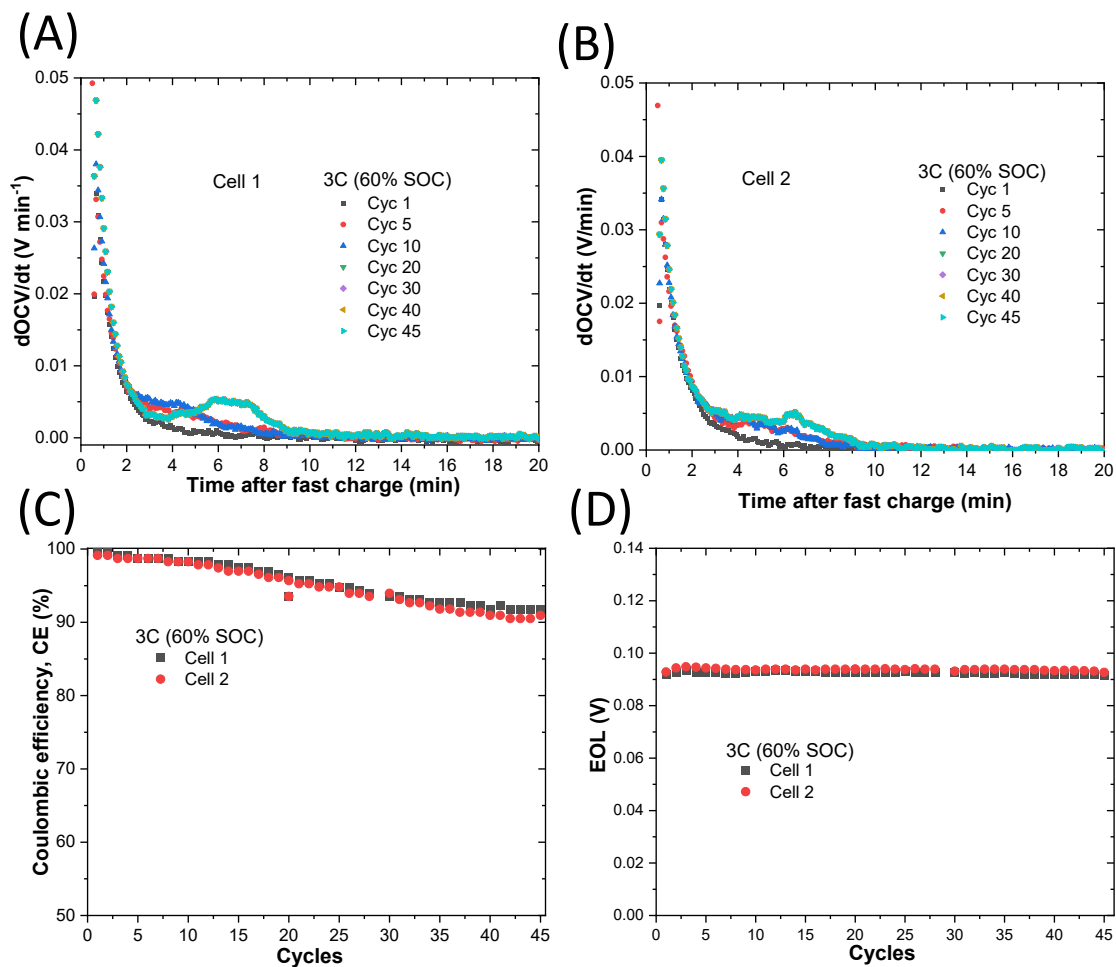 (A)
dOCV/dt (V min⁻¹)
0.05
0.04
0.03
0.02
0.01
0.00
Cell 1
3C (60% SOC)
Cyc 1
Cyc 5
Cyc 10
Cyc 20
Cyc 30
Cyc 40
Cyc 45
0 2 4 6 8 10 12 14 16 18 20
Time after fast charge (min)
(B)
dOCV/dt (V/min)
0.05
0.04
0.03
0.02
0.01
0.00
Cell 2
3C (60% SOC)
Cyc 1
Cyc 5
Cyc 10
Cyc 20
Cyc 30
Cyc 40
Cyc 45
0 2 4 6 8 10 12 14 16 18 20
Time after fast charge (min)
(C)
Coulombic efficiency, CE (%)
100
90
80
70
60
50
3C (60% SOC)
Cell 1
Cell 2
0 5 10 15 20 25 30 35 40 45
Cycles
(D)
EOL (V)
0.14
0.12
0.10
0.08
0.06
0.04
0.02
0.00
3C (60% SOC)
Cell 1
Cell 2
0 5 10 15 20 25 30 35 40 45
Cycles